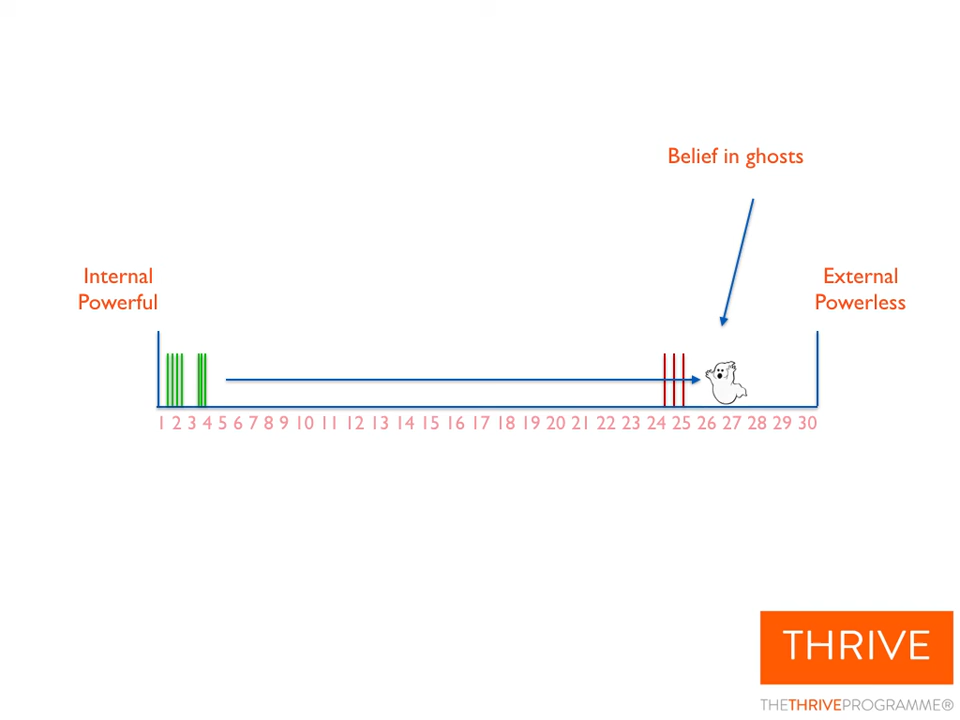 Belief in ghosts
Internal
Powerful
External
Powerless
1 2 3 4 5 6 7 8 9 10 11 12 13 14 15 16 17 18 19 20 21 22 23 24 25 26 27 28 29 30
THRIVE
THETHRIVEPROGRAMME®